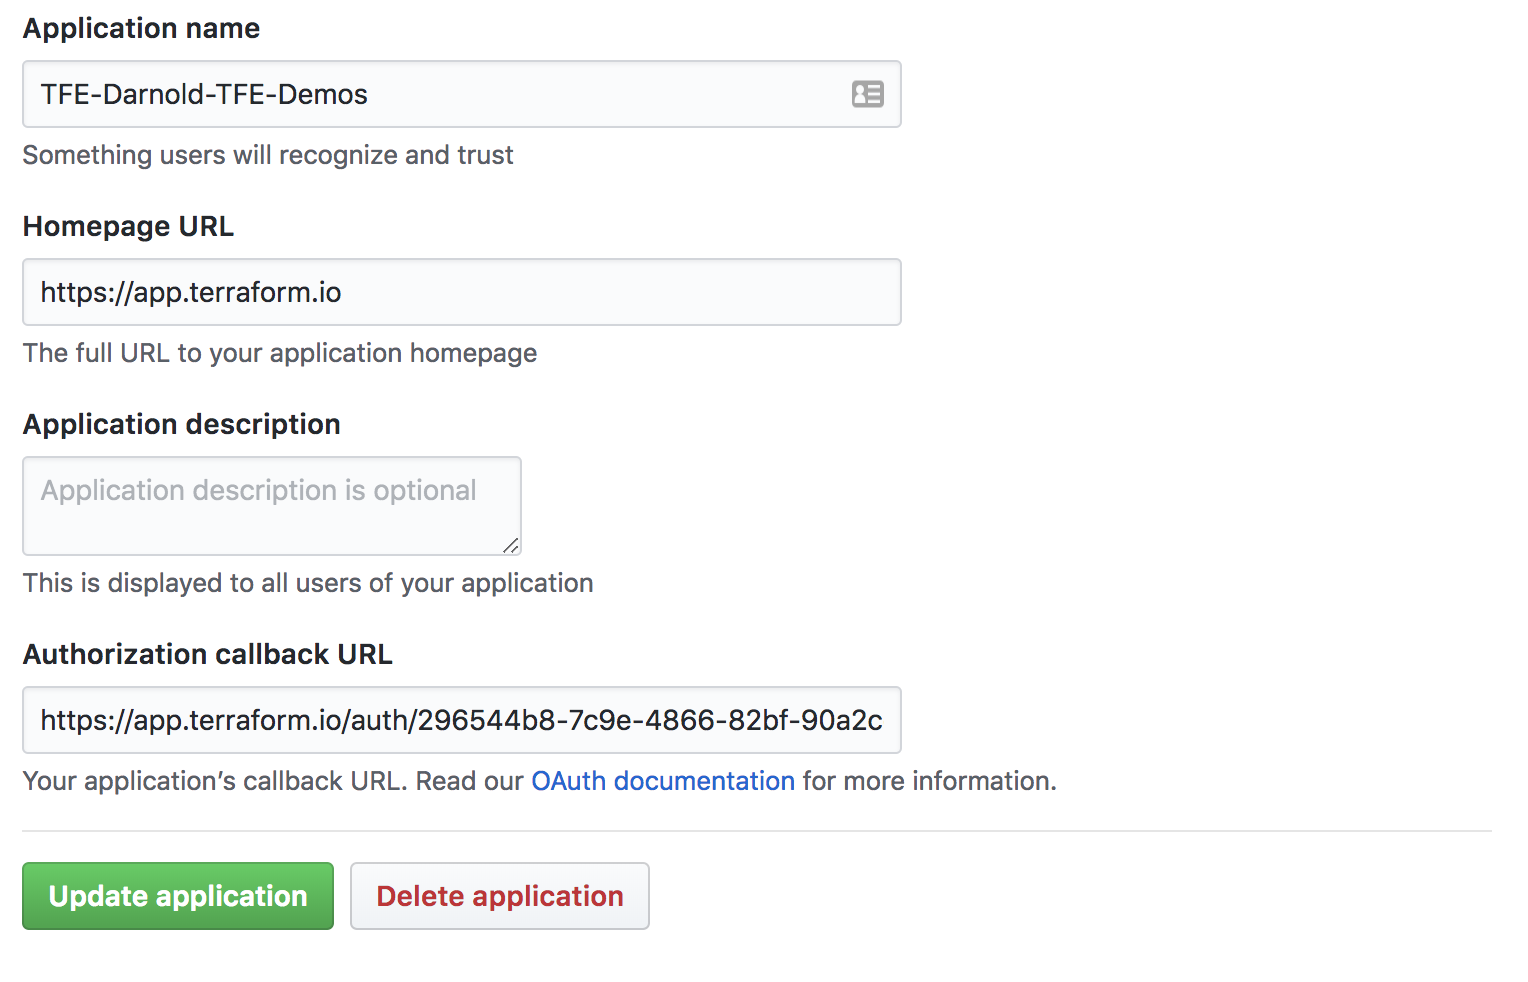 Application name
TFE-Darnold-TFE-Demos
Something users will recognize and trust
Homepage URL
https://app.terraform.io
The full URL to your application homepage
Application description
Application description is optional
This is displayed to all users of your application
Authorization callback URL
https://app.terraform.io/auth/296544b8-7c9e-4866-82bf-90a2c
Your application's callback URL. Read our OAuth documentation for more information.
Update application
Delete application